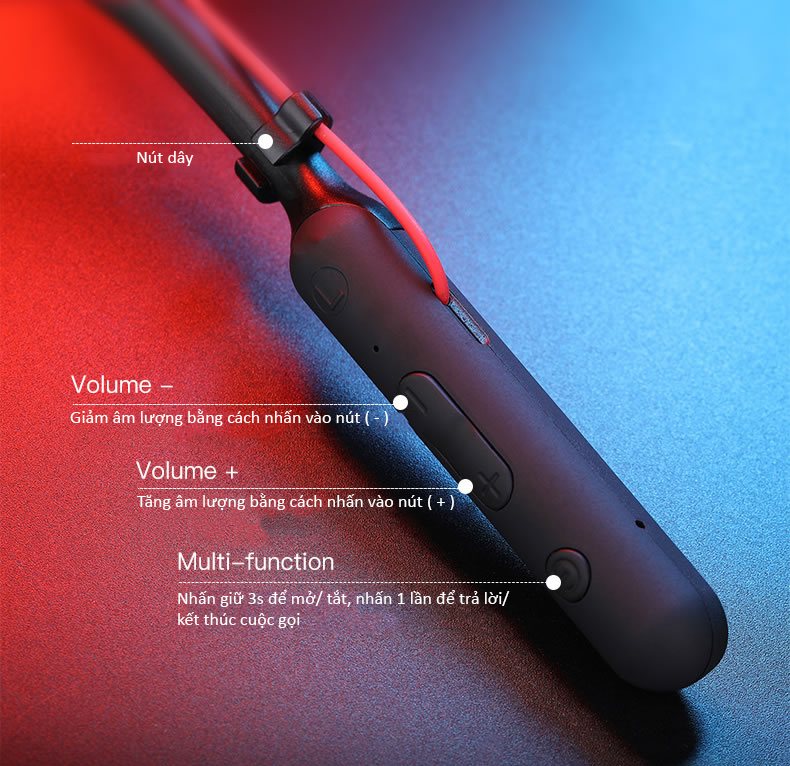 Nút dây
L
Volume –
Giảm âm lượng bằng cách nhấn vào nút ( - )
Volume +
Tăng âm lượng bằng cách nhấn vào nút ( + )
Multi-function
Nhấn giữ 3s để mở/ tắt, nhấn 1 lần để trả lời/
kết thúc cuộc gọi